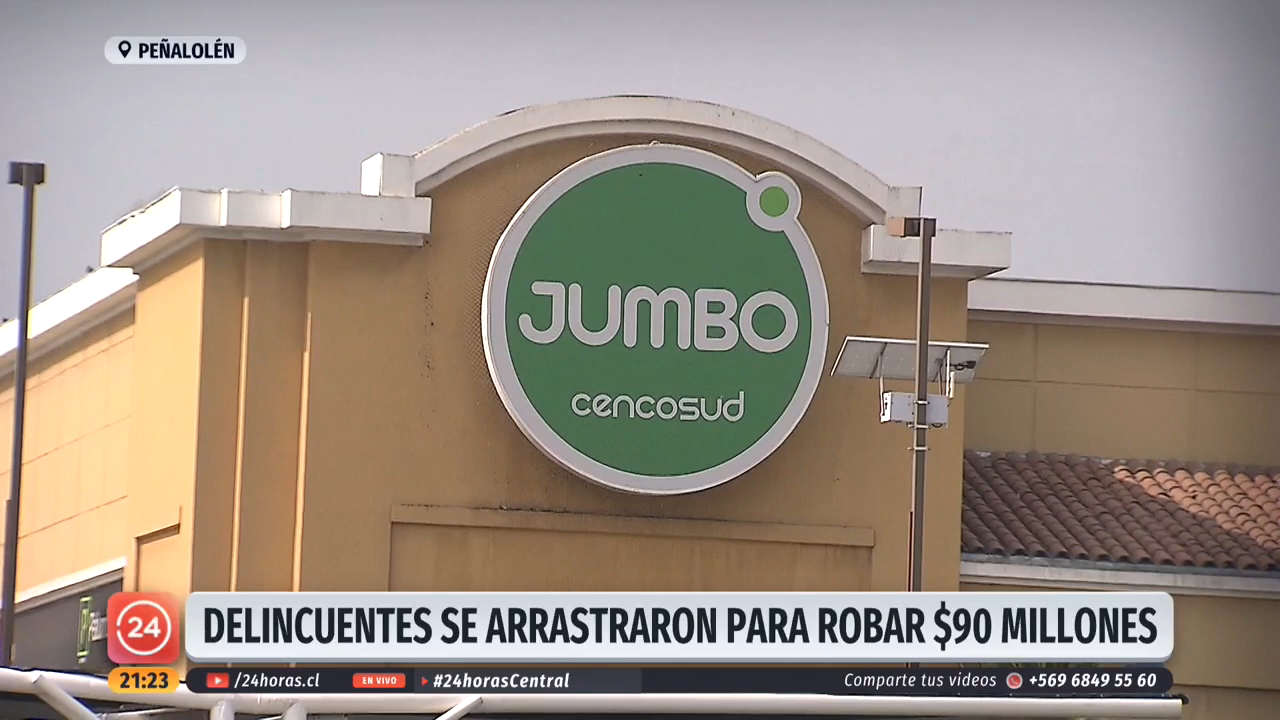 PEÑALOLÉN
JUMBO
cencosud
24
DELINCUENTES SE ARRASTRARON PARA ROBAR $90 MILLONES
21:23
/24horas.cl
EN VIVO
#24horasCentral
Comparte tus videos
+569 6849 55 60